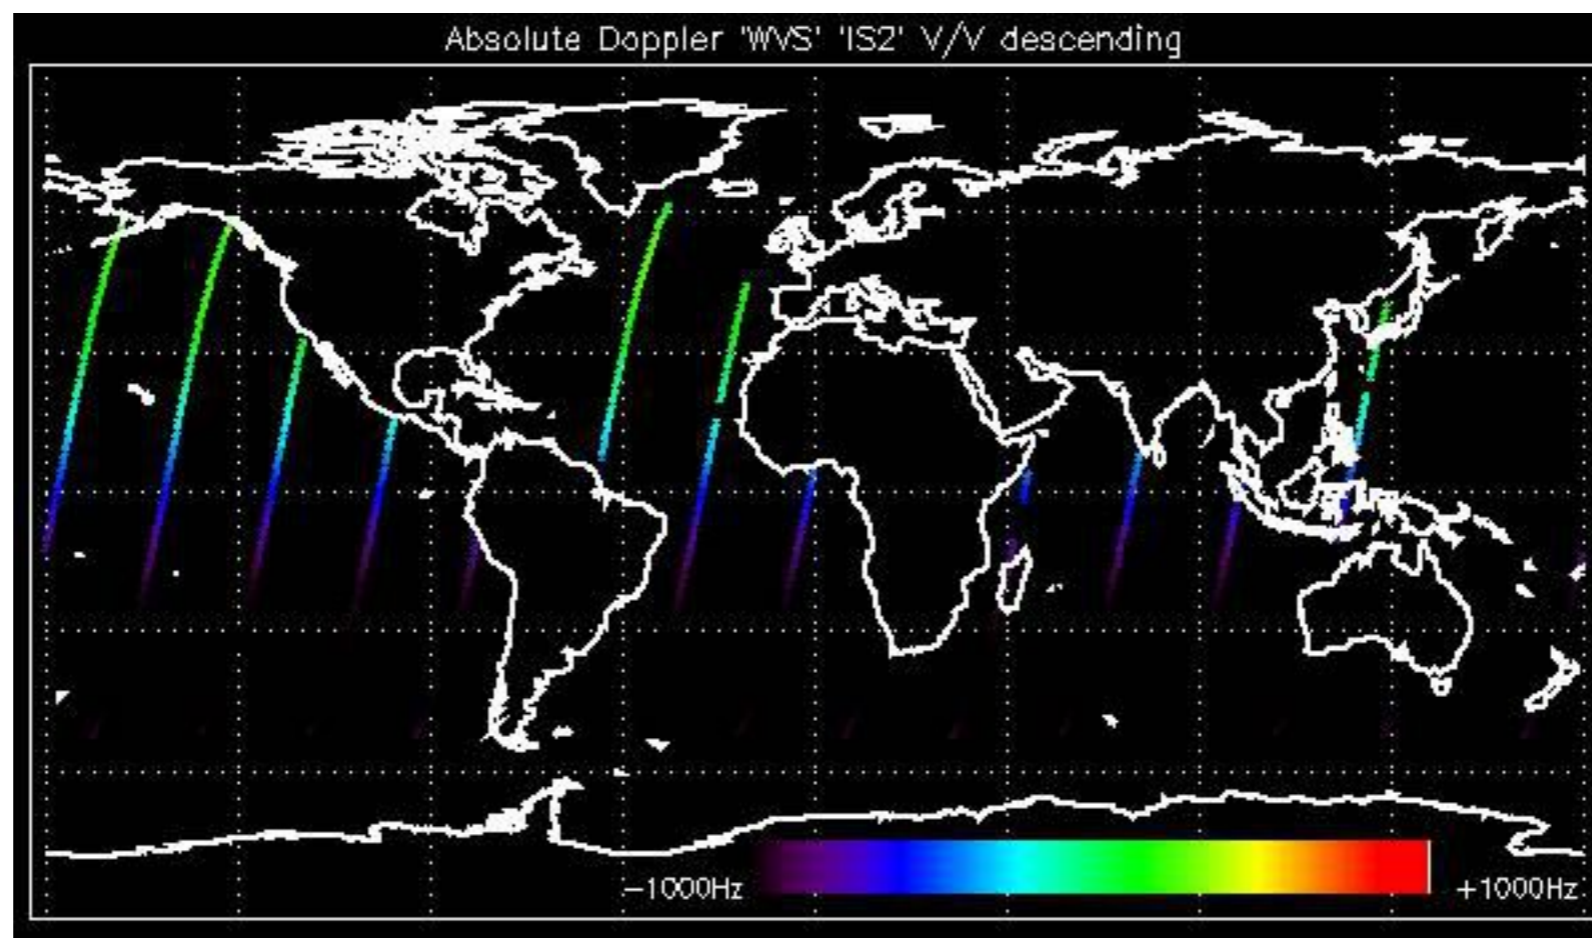 Absolute Doppler 'WVS' 'IS2' V/V descending
−1000Hz +1000Hz